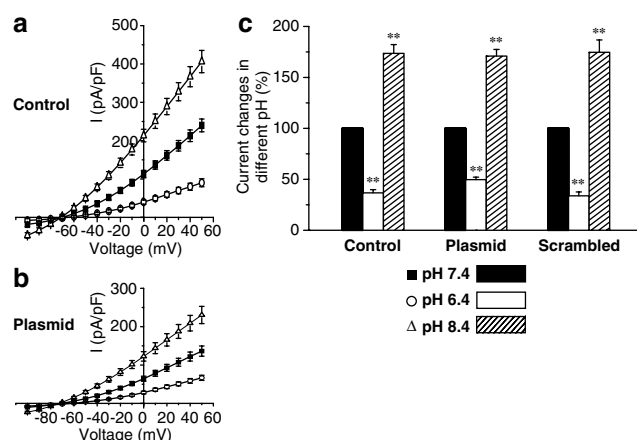 a
Control
I (pA/pF)
500
400
300
200
100
-60 -40 -20 0 20 40 60
Voltage (mV)
b
Plasmid
I (pA/pF)
300
200
100
-80 -60 -40 -20 0 20 40 60
Voltage (mV)
c
Current changes in
different pH (%)
200
175
100
50
0
** ** ** ** ** **
Control Plasmid Scrambled
pH 7.4
pH 6.4
pH 8.4